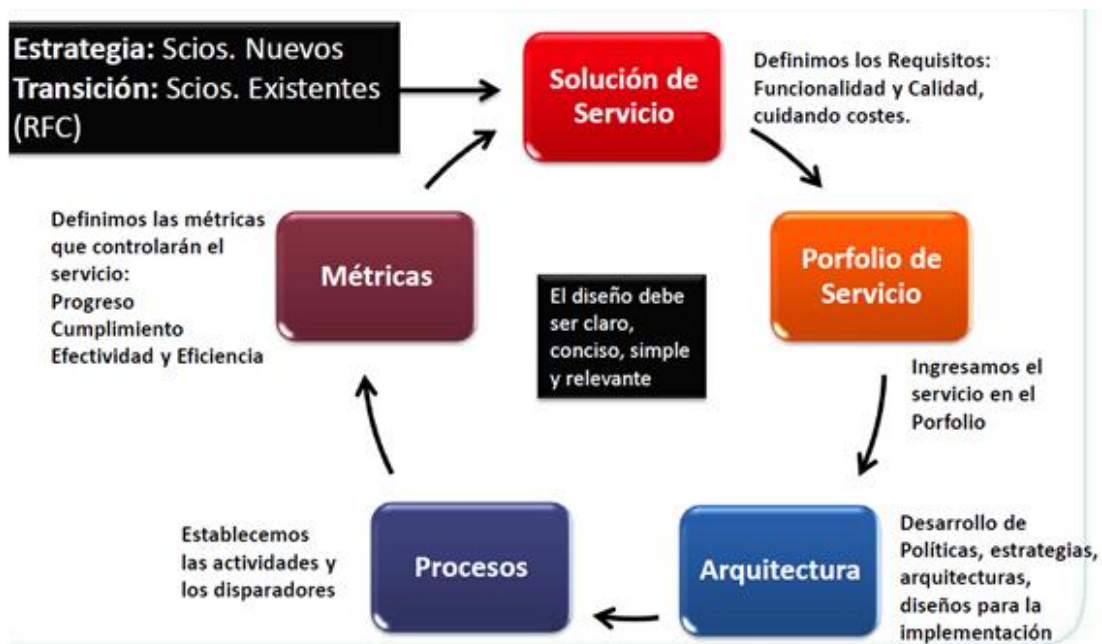 Estrategia: Scios. Nuevos
Transición: Scios. Existentes
(RFC)
Solución de
Servicio
Definimos los Requisitos:
Funcionalidad y Calidad,
cuidando costes.
Porfolio de
Servicio
Ingresamos el
servicio en el
Porfolio
Arquitectura
Desarrollo de
Políticas, estrategias,
arquitecturas,
diseños para la
implementación
Procesos
Establecemos
las actividades y
los disparadores
Métricas
Definimos las métricas
que controlarán el
servicio:
Progreso
Cumplimiento
Efectividad y Eficiencia
El diseño debe
ser claro,
conciso, simple
y relevante